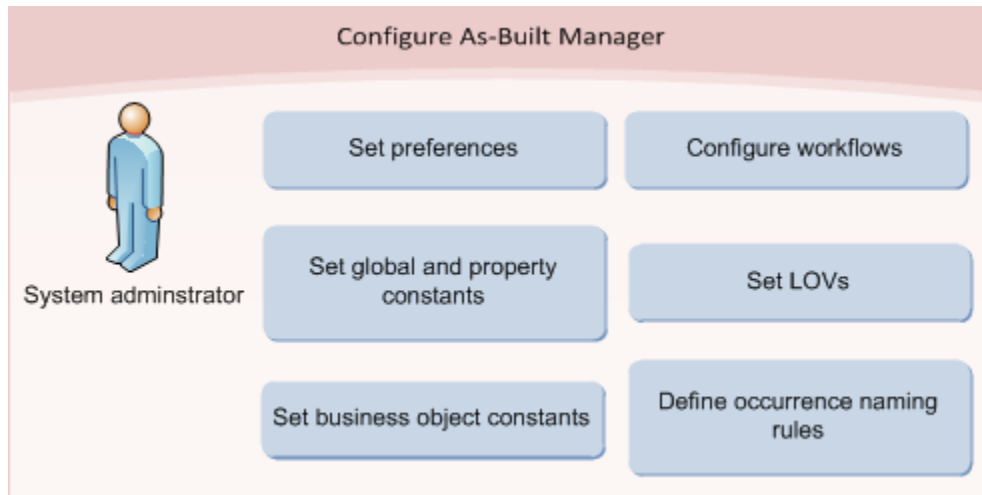 Configure As-Built Manager
Set preferences
Configure workflows
Set global and property
constants
Set LOVs
System adminstrator
Set business object constants
Define occurrence naming
rules